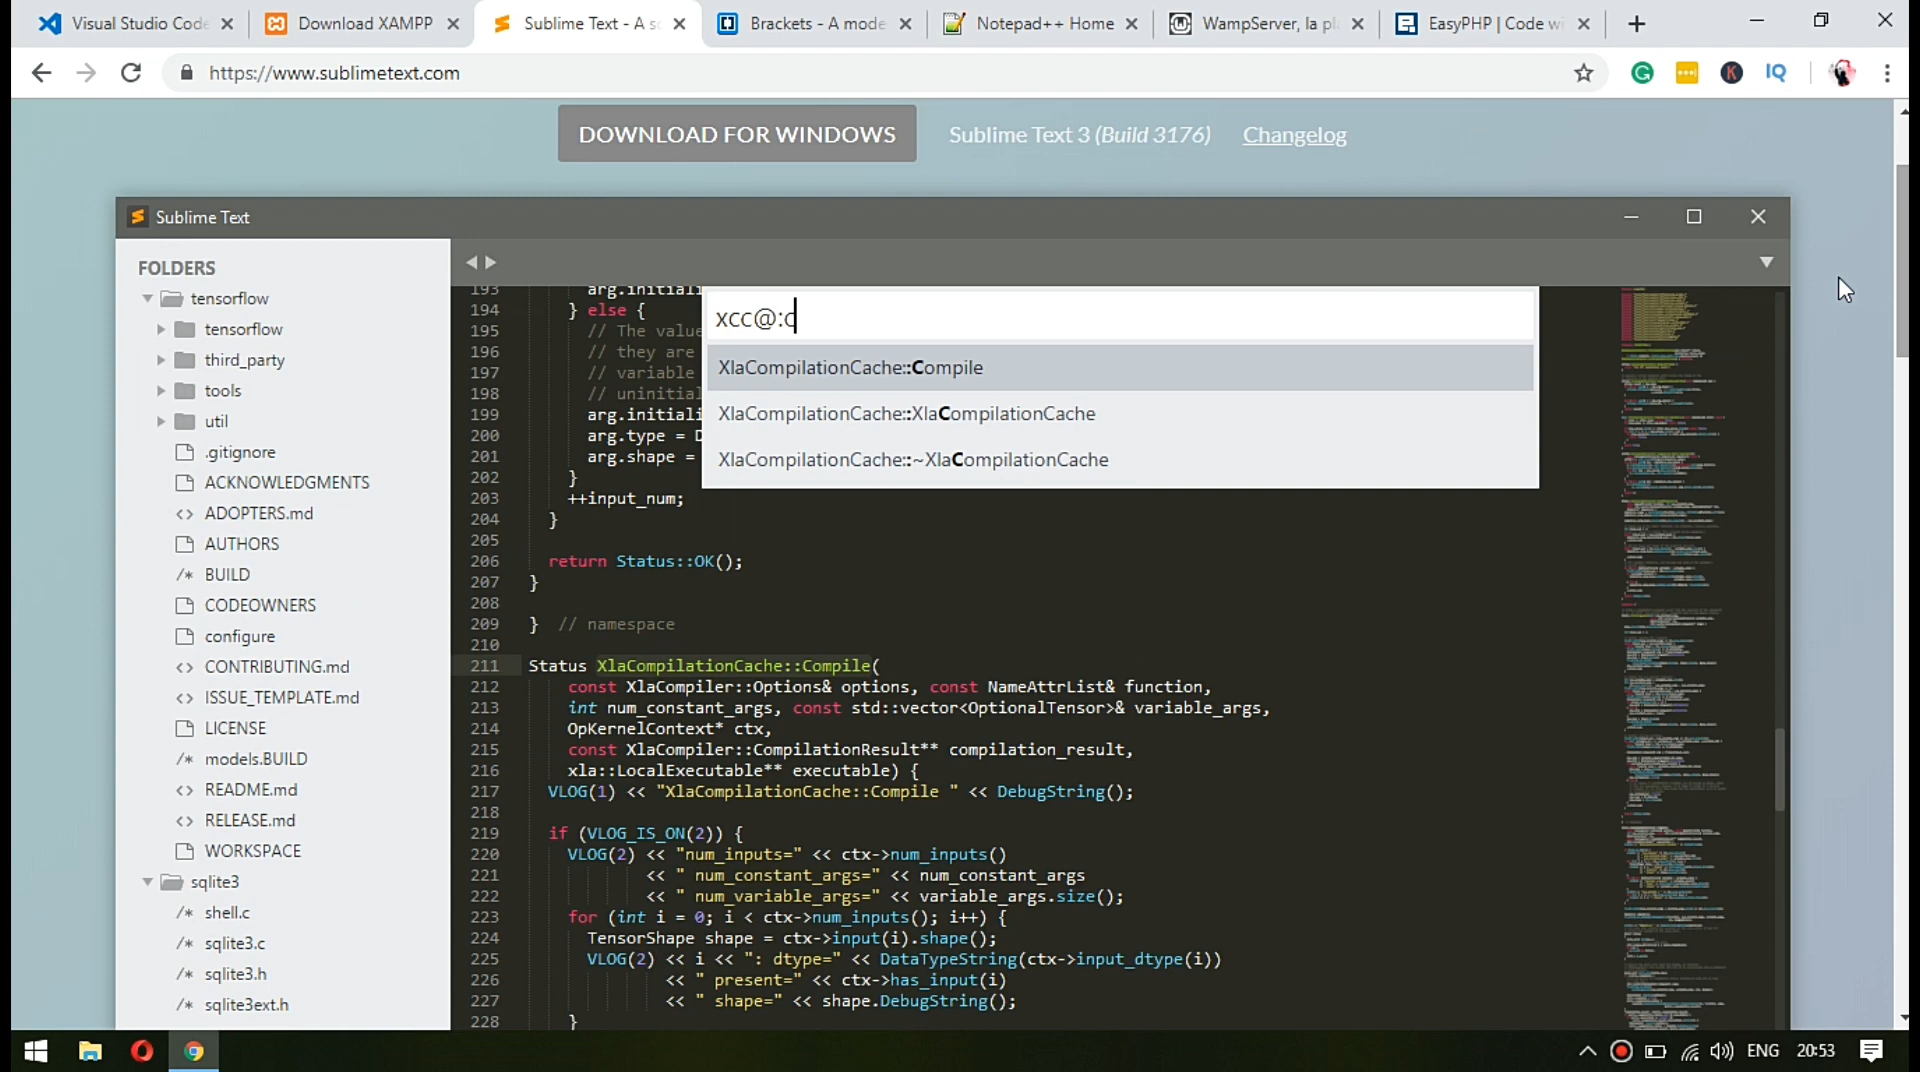 Visual Studio Code
Download XAMPP
Sublime Text - A so
Brackets - A mode
Notepad++ Home
WampServer, la pl
EasyPHP | Code wi
https://www.sublimetext.com
IQ
DOWNLOAD FOR WINDOWS
Sublime Text 3 (Build 3176)
Changelog
Sublime Text
FOLDERS
tensorflow
tensorflow
third_party
tools
util
.gitignore
ACKNOWLEDGMENTS
ADOPTERS.md
AUTHORS
BUILD
CODEOWNERS
configure
CONTRIBUTING.md
ISSUE_TEMPLATE.md
LICENSE
models.BUILD
README.md
RELEASE.md
WORKSPACE
sqlite3
shell.c
sqlite3.c
sqlite3.h
sqlite3ext.h
xcc@:c
XlaCompilationCache::Compile
XlaCompilationCache::XlaCompilationCache
XlaCompilationCache::~XlaCompilationCache
193 arg.initiali
194 } else {
195 // The value
196 // they are
197 // variable
198 // uninitial
199 arg.initiali
200 arg.type = D
201 arg.shape =
202 }
203 ++input_num;
204 }
205
206 return Status::OK();
207 }
208
209 } // namespace
210
211 Status XlaCompilationCache::Compile(
212 const XlaCompiler::Options& options, const NameAttrList& function,
213 int num_constant_args, const std::vector<OptionalTensor>& variable_args,
214 OpKernelContext* ctx,
215 const XlaCompiler::CompilationResult** compilation_result,
216 xla::LocalExecutable** executable) {
217 VLOG(1) << "XlaCompilationCache::Compile " << DebugString();
218
219 if (VLOG_IS_ON(2)) {
220 VLOG(2) << "num_inputs=" << ctx->num_inputs()
221 << " num_constant_args=" << num_constant_args
222 << " num_variable_args=" << variable_args.size();
223 for (int i = 0; i < ctx->num_inputs(); i++) {
224 TensorShape shape = ctx->input(i).shape();
225 VLOG(2) << i << ": dtype=" << DataTypeString(ctx->input_dtype(i))
226 << " present=" << ctx->has_input(i)
227 << " shape=" << shape.DebugString();
228 }
ENG
20:53